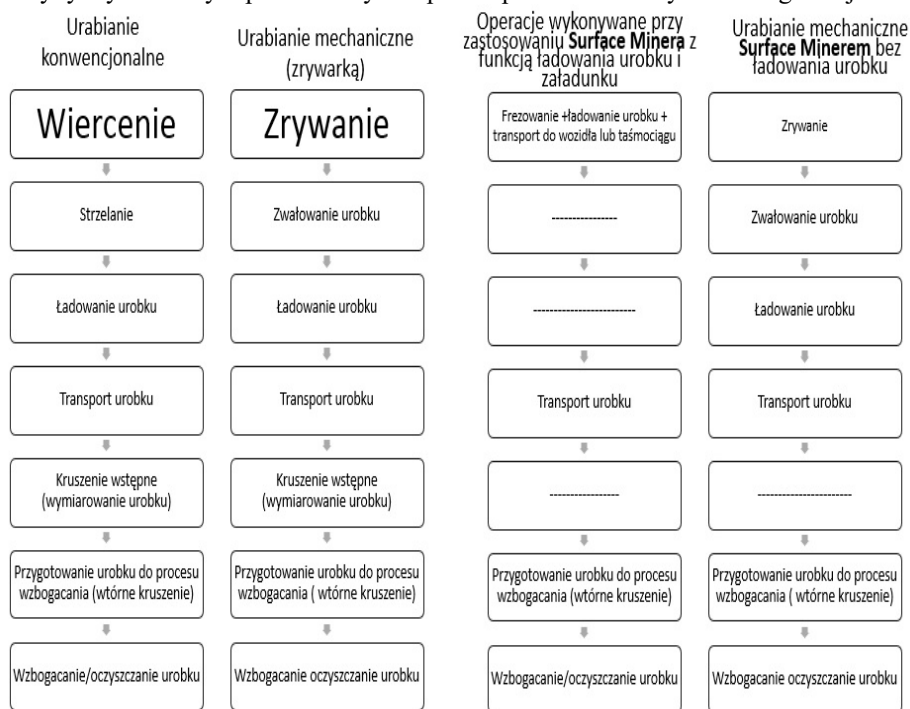 Urabianie
konwencjonalne
Wiercenie
Strzelanie
Ładowanie urobku
Transport urobku
Kruszenie wstępne
(wymiarowanie urobku)
Przygotowanie urobku do procesu
wzbogacania (wtórne kruszenie)
Wzbogacanie/oczyszczanie urobku
Urabianie mechaniczne
(zrywarką)
Zrywanie
Zwałowanie urobku
Ładowanie urobku
Transport urobku
Kruszenie wstępne
(wymiarowanie urobku)
Przygotowanie urobku do procesu
wzbogacania ( wtórne kruszenie)
Wzbogacanie oczyszczanie urobku
Operacje wykonywane przy
zastosowaniu Surface Minera z
funkcją ładowania urobku i
załadunku
Frezowanie +ładowanie urobku +
transport do wozidła lub taśmociągu
----------------
-------------------------
Transport urobku
-----------------
Przygotowanie urobku do procesu
wzbogacania (wtórne kruszenie)
Wzbogacanie/oczyszczanie urobku
Urabianie mechaniczne
Surface Minerem bez
ładowania urobku
Zrywanie
Zwałowanie urobku
Ładowanie urobku
Transport urobku
-----------------------
Przygotowanie urobku do procesu
wzbogacania ( wtórne kruszenie)
Wzbogacanie oczyszczanie urobku